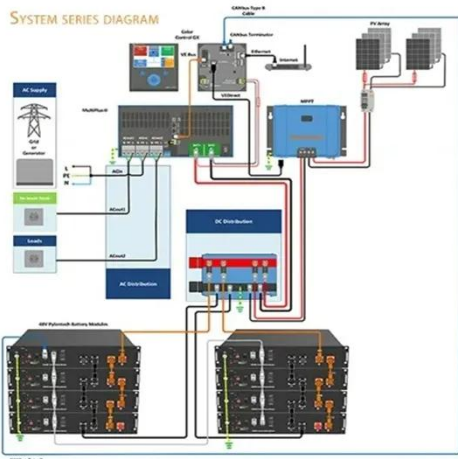 SYSTEM SERIES DIAGRAM
CANbus Type B
Cable
PV Array
Color
Control GX
CANbus Terminator
VE Bus
Ethernet
Internet
AC Supply
MultiPlus-II
VEDirect
MPPT
Grid
or
Generator
L
PE
N
ACin
ACout1
Loads
DC Distribution
ACout2
AC Distribution
48V Pylontech Battery Modules